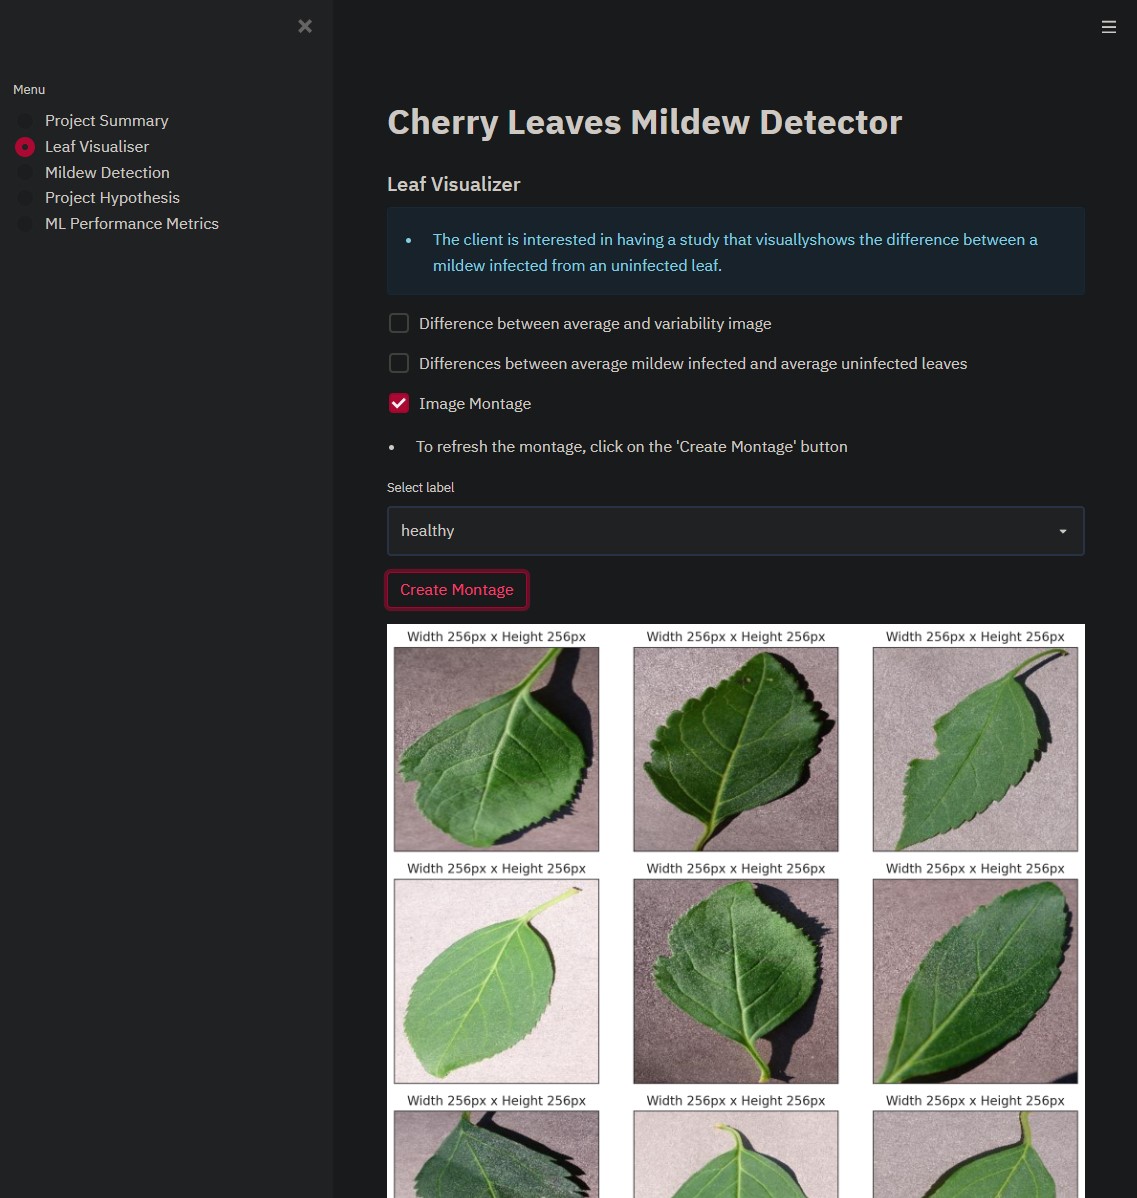 Menu
Project Summary
Leaf Visualiser
Mildew Detection
Project Hypothesis
ML Performance Metrics
Cherry Leaves Mildew Detector
Leaf Visualizer
The client is interested in having a study that visuallyshows the difference between a
mildew infected from an uninfected leaf.
Difference between average and variability image
Differences between average mildew infected and average uninfected leaves
Image Montage
To refresh the montage, click on the 'Create Montage' button
Select label
healthy
Create Montage
Width 256px x Height 256px
Width 256px x Height 256px
Width 256px x Height 256px
Width 256px x Height 256px
Width 256px x Height 256px
Width 256px x Height 256px
Width 256px x Height 256px
Width 256px x Height 256px
Width 256px x Height 256px